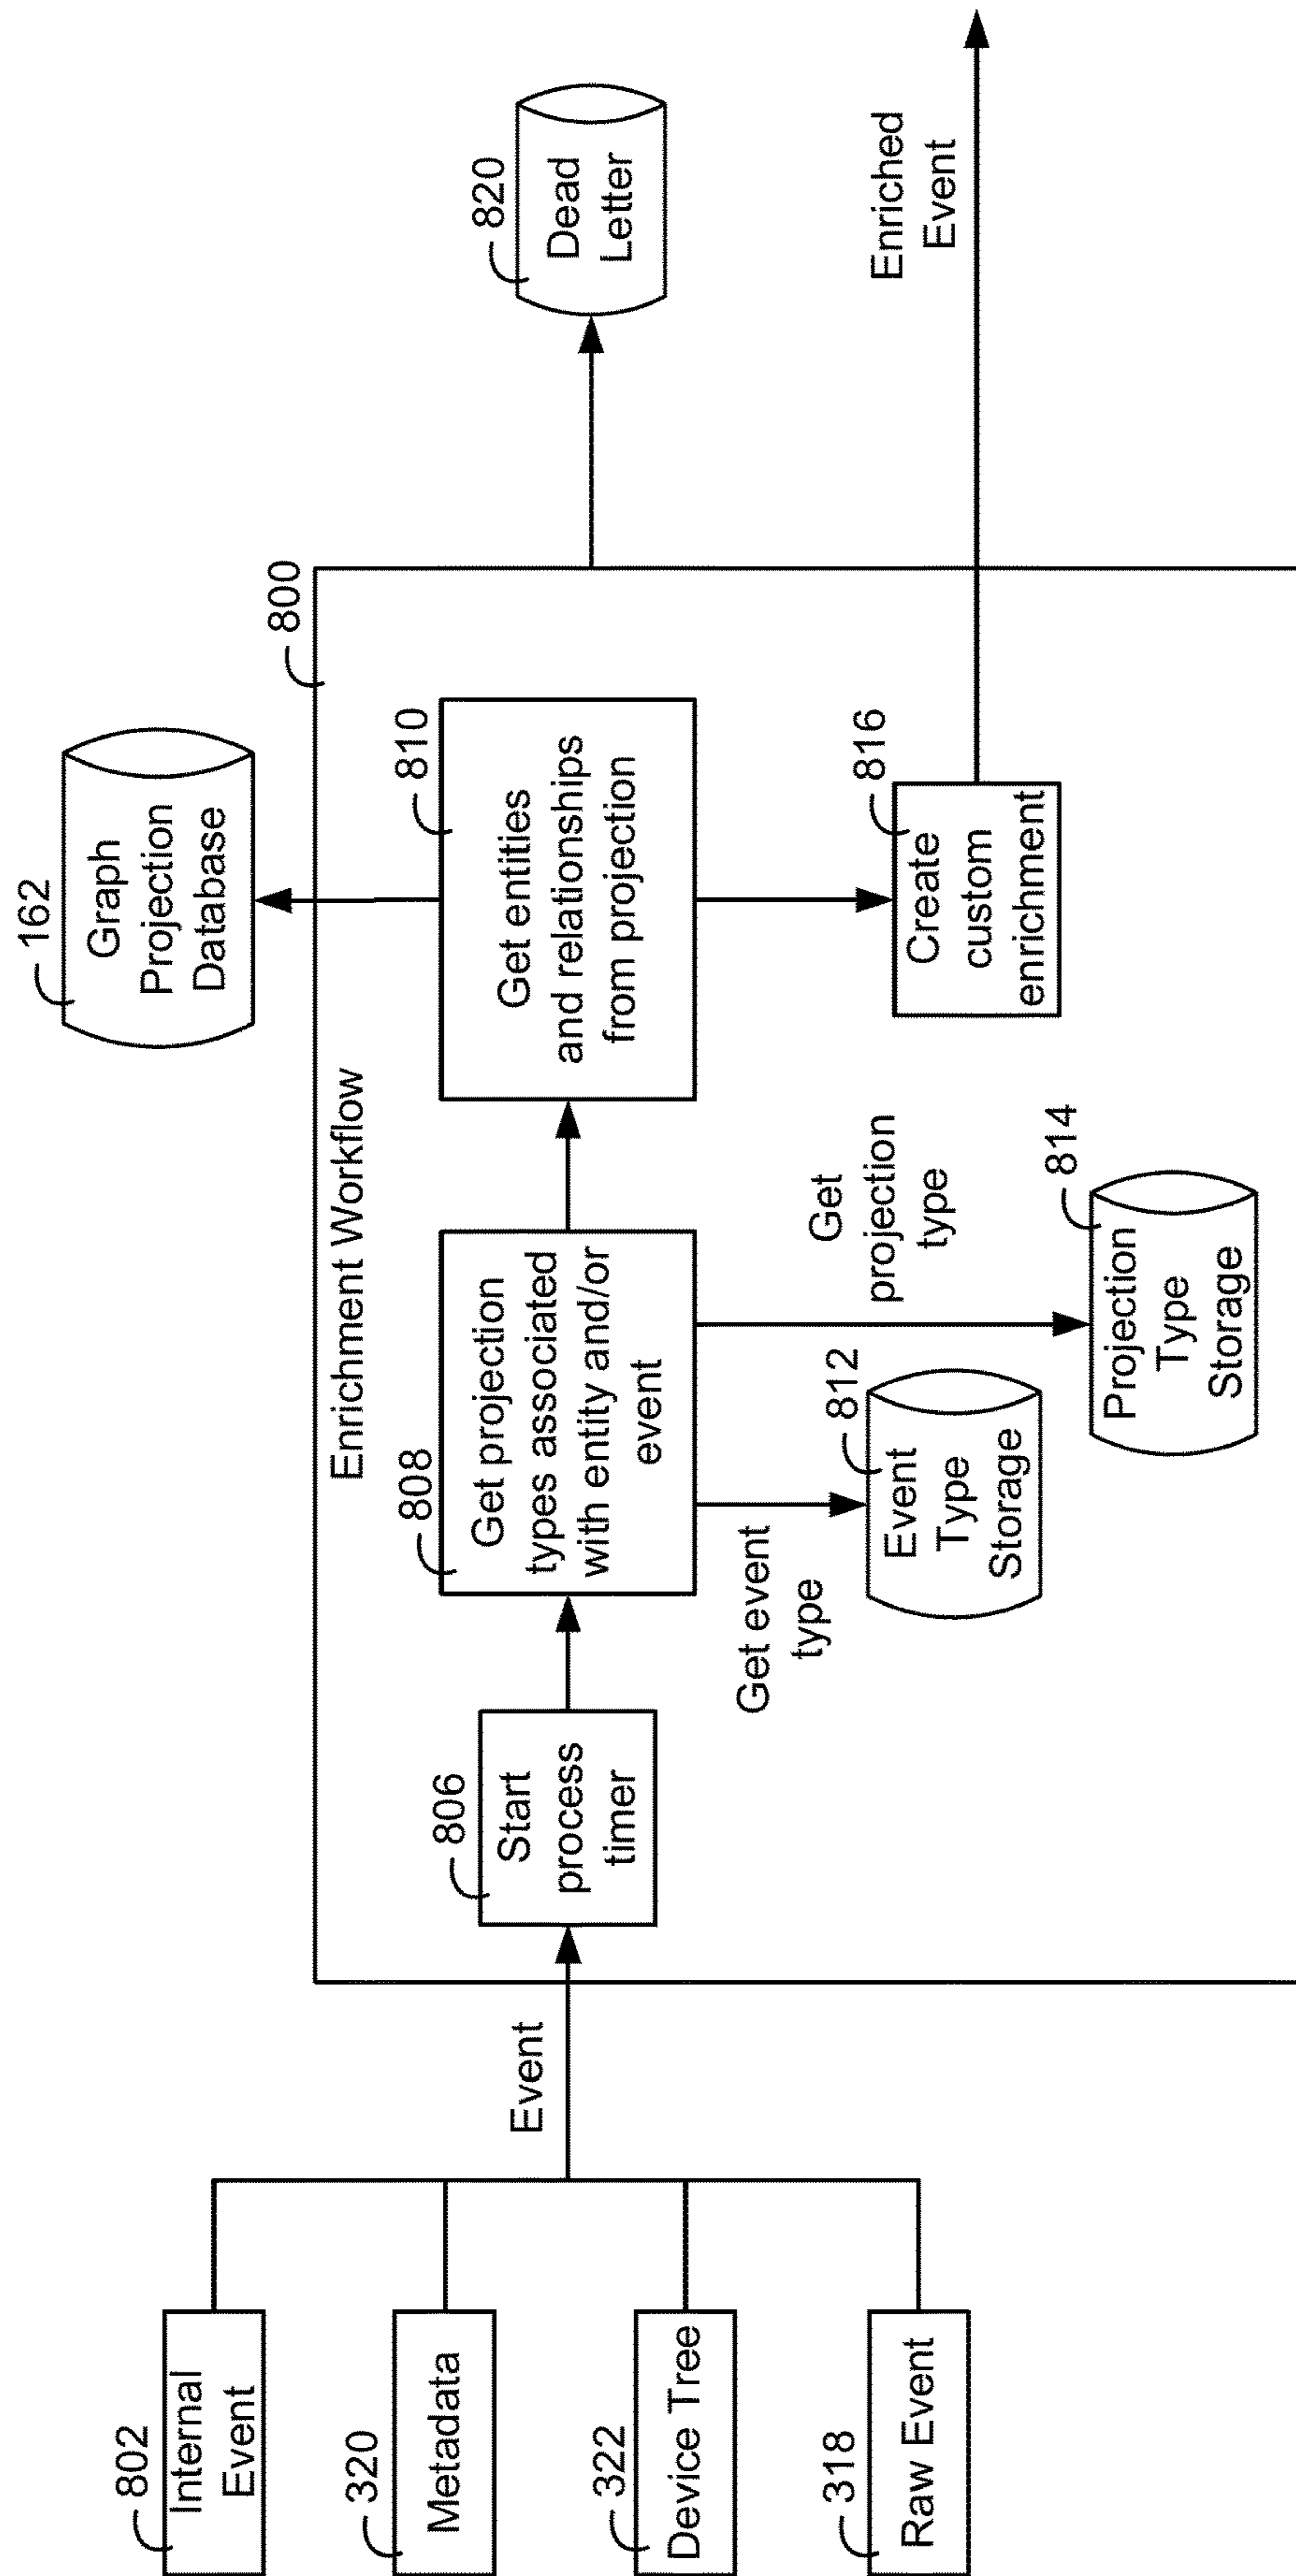 802
Internal
Event
320
Metadata
322
Device Tree
318
Raw Event
Event
800
Enrichment Workflow
806
Start
process
timer
808
Get projection
types associated
with entity and/or
event
Get event
type
812
Event
Type
Storage
Get
projection
type
814
Projection
Type
Storage
162
Graph
Projection
Database
810
Get entities
and relationships
from projection
816
Create
custom
enrichment
820
Dead
Letter
Enriched
Event